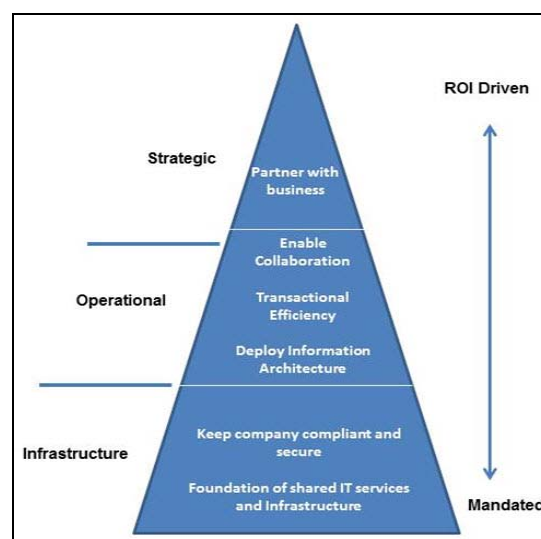 ROI Driven
Strategic
Partner with
business
Enable
Collaboration
Operational
Transactional
Efficiency
Deploy Information
Architecture
Keep company compliant and
secure
Infrastructure
Foundation of shared IT services
and Infrastructure
Mandated